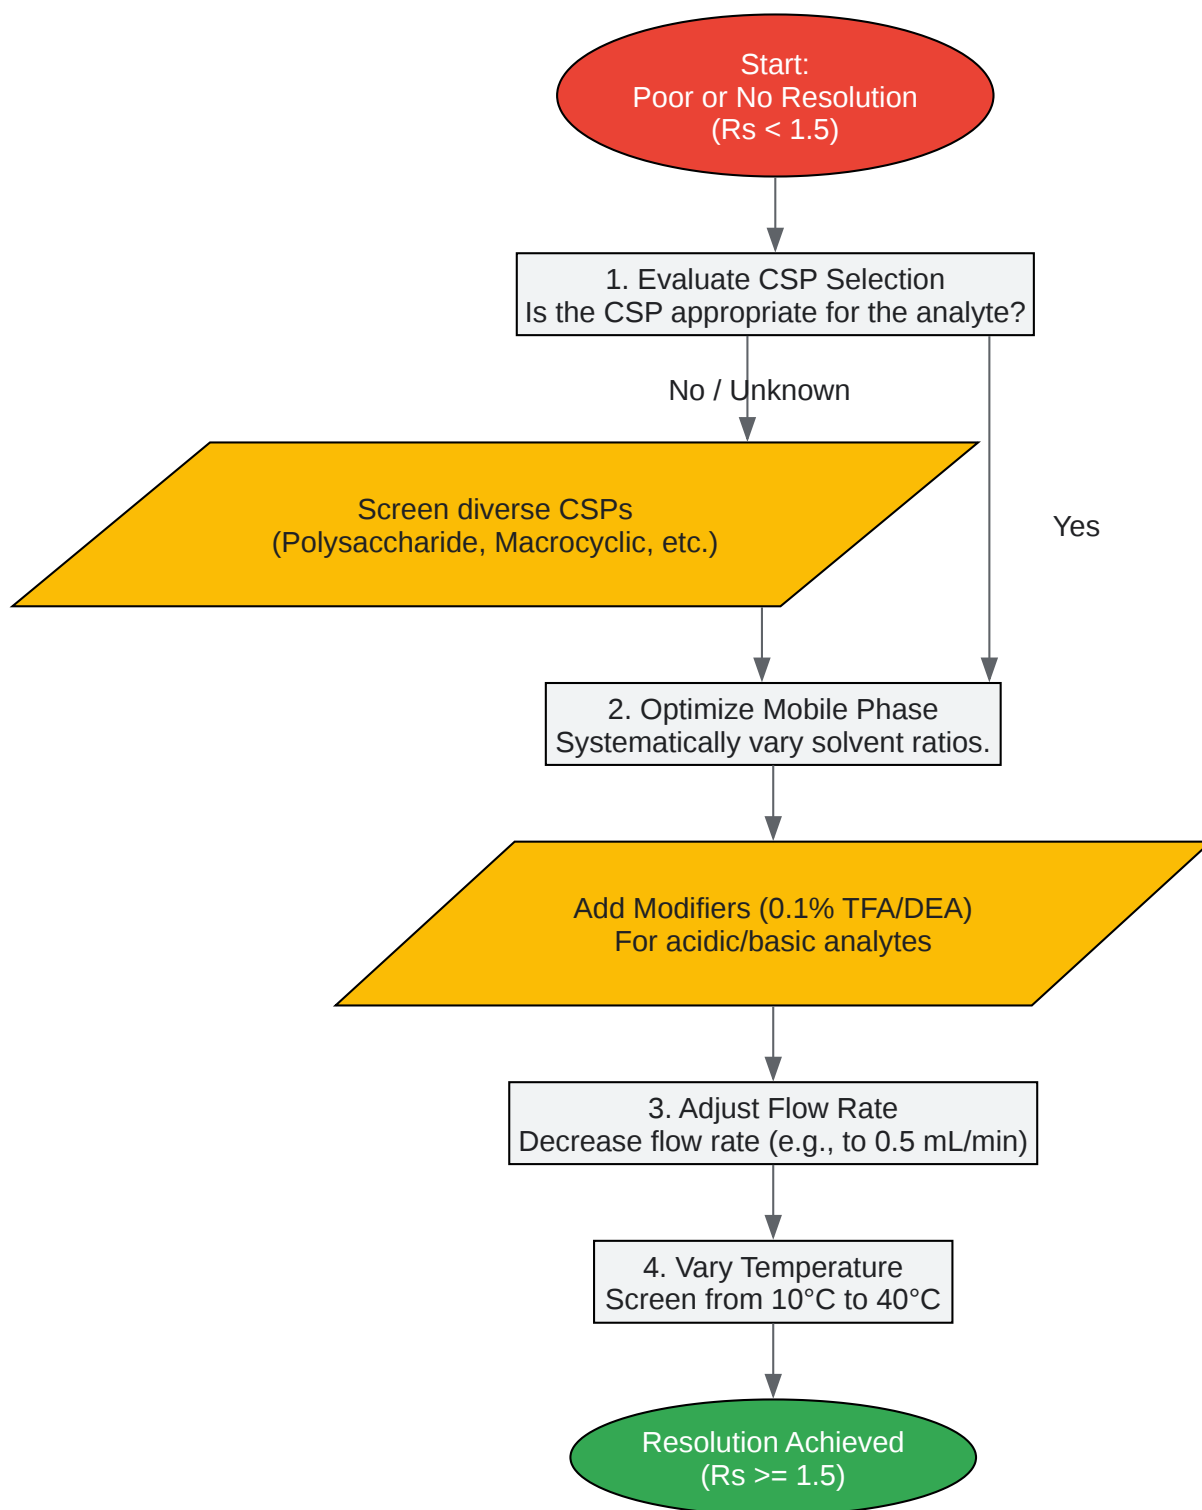 Start:
Poor or No Resolution
(Rs < 1.5)
1. Evaluate CSP Selection
Is the CSP appropriate for the analyte?
No / Unknown
Screen diverse CSPs
(Polysaccharide, Macrocyclic, etc.)
Yes
2. Optimize Mobile Phase
Systematically vary solvent ratios.
Add Modifiers (0.1% TFA/DEA)
For acidic/basic analytes
3. Adjust Flow Rate
Decrease flow rate (e.g., to 0.5 mL/min)
4. Vary Temperature
Screen from 10°C to 40°C
Resolution Achieved
(Rs >= 1.5)